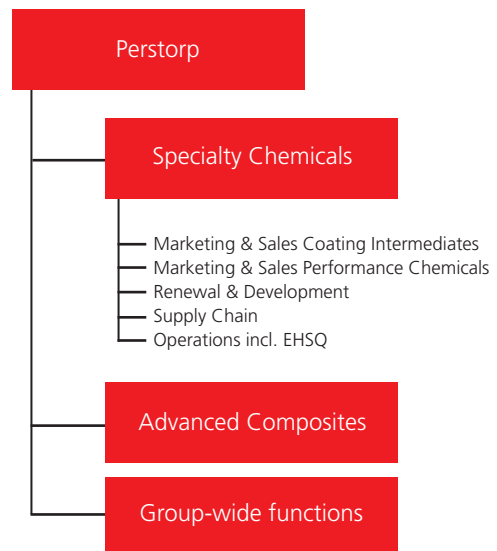 Perstorp
Specialty Chemicals
Marketing & Sales Coating Intermediates
Marketing & Sales Performance Chemicals
Renewal & Development
Supply Chain
Operations incl. EHSQ
Advanced Composites
Group-wide functions